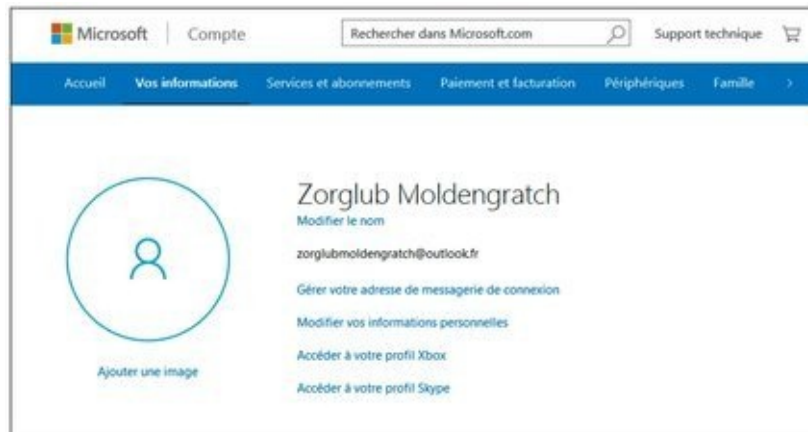 Microsoft Compte Rechercher dans Microsoft.com Support technique
Accueil Vos informations Services et abonnements Paiement et facturation Périphériques Famille
Zorglub Moldengratch
Modifier le nom
zorglubmoldengratch@outlook.fr
Gérer votre adresse de messagerie de connexion
Modifier vos informations personnelles
Accéder à votre profil Xbox
Ajouter une image
Accéder à votre profil Skype